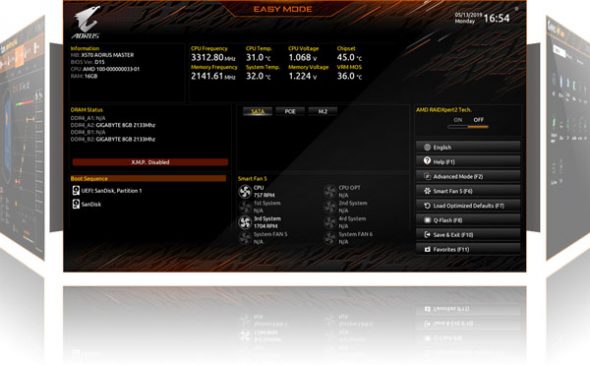 EASY MODE
AORUS
05/13/2019
Monday
16:54
Information
MB: X570 AORUS MASTER
BIOS Ver. D15
CPU: AMD 100-000000033-01
RAM: 16GB
CPU Frequency CPU Temp. CPU Voltage Chipset
3312.80 MHz 31.0 °C 1.068 V 45.0 °C
Memory Frequency System Temp. Memory Voltage VRM MOS
2141.61 MHz 32.0 °C 1.224 V 36.0 °C
DRAM Status
DDR4_A1: N/A
DDR4_A2: GIGABYTE 8GB 2133Mhz
DDR4_B1: N/A
DDR4_B2: GIGABYTE 8GB 2133Mhz
X.M.P. Disabled
Boot Sequence
UEFI: SanDisk, Partition 1
SanDisk
SATA PCIE M.2
Smart Fan 5
CPU
757 RPM
CPU OPT
N/A
1st System
N/A
2nd System
N/A
3rd System
1704 RPM
4rd System
N/A
System FAN 5
N/A
System FAN 6
N/A
AMD RAIDXpert2 Tech.
ON OFF
English
Help (F1)
Advanced Mode (F2)
Smart Fan 5 (F6)
Load Optimized Defaults (F7)
Q-Flash (F8)
Save & Exit (F10)
Favorites (F11)